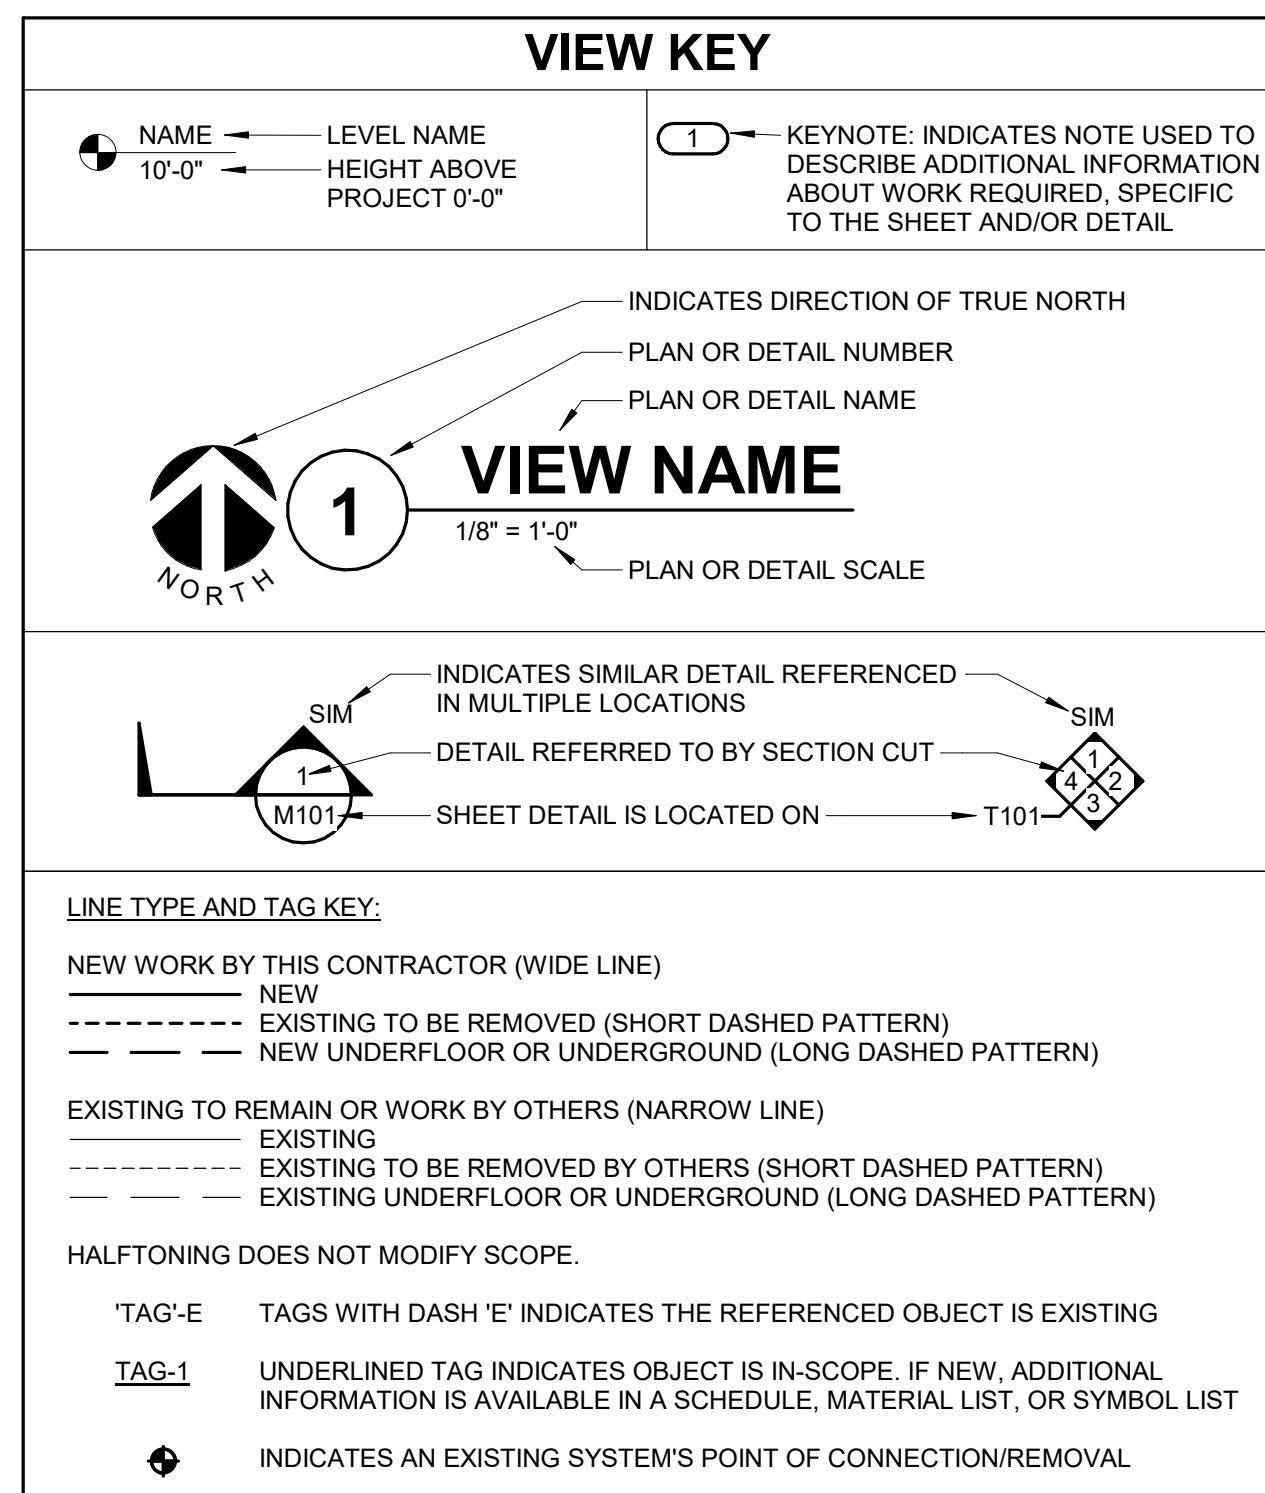 VIEW KEY
NAME
LEVEL NAME
10'-0"
HEIGHT ABOVE
PROJECT 0'-0"
1
KEYNOTE: INDICATES NOTE USED TO
DESCRIBE ADDITIONAL INFORMATION
ABOUT WORK REQUIRED, SPECIFIC
TO THE SHEET AND/OR DETAIL
INDICATES DIRECTION OF TRUE NORTH
PLAN OR DETAIL NUMBER
PLAN OR DETAIL NAME
1
VIEW NAME
1/8" = 1'-0"
PLAN OR DETAIL SCALE
NORTH
INDICATES SIMILAR DETAIL REFERENCED
IN MULTIPLE LOCATIONS
SIM
SIM
1
DETAIL REFERRED TO BY SECTION CUT
1
4
2
3
M101
SHEET DETAIL IS LOCATED ON
T101
LINE TYPE AND TAG KEY:
NEW WORK BY THIS CONTRACTOR (WIDE LINE)
NEW
EXISTING TO BE REMOVED (SHORT DASHED PATTERN)
NEW UNDERFLOOR OR UNDERGROUND (LONG DASHED PATTERN)
EXISTING TO REMAIN OR WORK BY OTHERS (NARROW LINE)
EXISTING
EXISTING TO BE REMOVED BY OTHERS (SHORT DASHED PATTERN)
EXISTING UNDERFLOOR OR UNDERGROUND (LONG DASHED PATTERN)
HALFTONING DOES NOT MODIFY SCOPE.
'TAG'-E TAGS WITH DASH 'E' INDICATES THE REFERENCED OBJECT IS EXISTING
TAG-1 UNDERLINED TAG INDICATES OBJECT IS IN-SCOPE. IF NEW, ADDITIONAL
INFORMATION IS AVAILABLE IN A SCHEDULE, MATERIAL LIST, OR SYMBOL LIST
INDICATES AN EXISTING SYSTEM'S POINT OF CONNECTION/REMOVAL